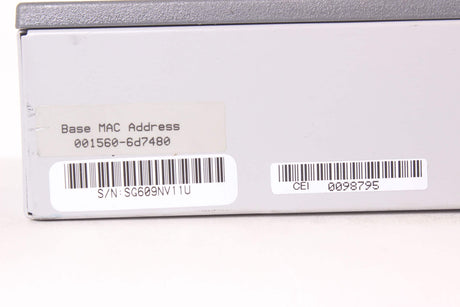 Base MAC Address
001560-6d7480
S/N:SG609NV11U
CEI 0098795